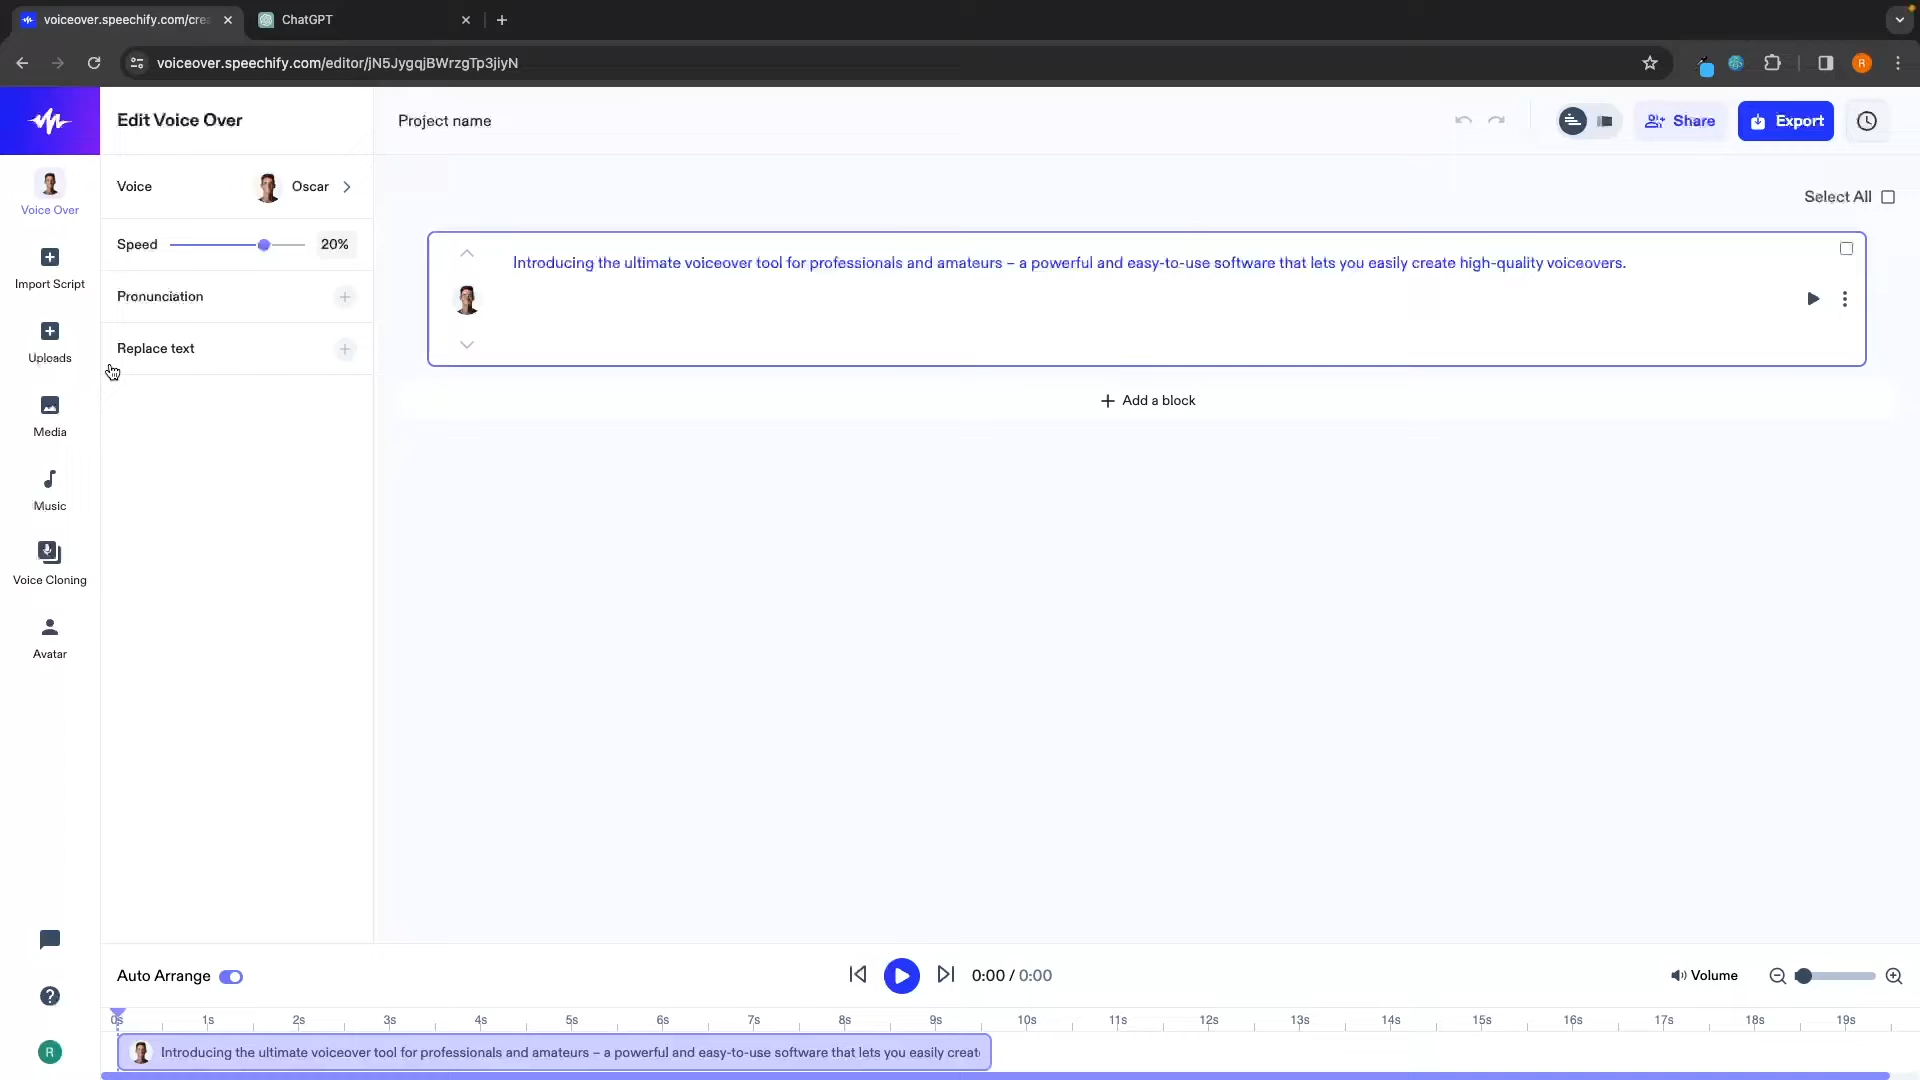 voiceover.speechify.com/crea
ChatGPT
voiceover.speechify.com/editor/jN5JygqjBWrzgTp3jiyN
R
Edit Voice Over
Project name
Share
Export
Voice Over
Voice
Oscar
Select All
Speed
20%
Introducing the ultimate voiceover tool for professionals and amateurs – a powerful and easy-to-use software that lets you easily create high-quality voiceovers.
Import Script
Pronunciation
Uploads
Replace text
Add a block
Media
Music
Voice Cloning
Avatar
Auto Arrange
0:00 / 0:00
Volume
0s 1s 2s 3s 4s 5s 6s 7s 8s 9s 10s 11s 12s 13s 14s 15s 16s 17s 18s 19s
R
Introducing the ultimate voiceover tool for professionals and amateurs – a powerful and easy-to-use software that lets you easily creat